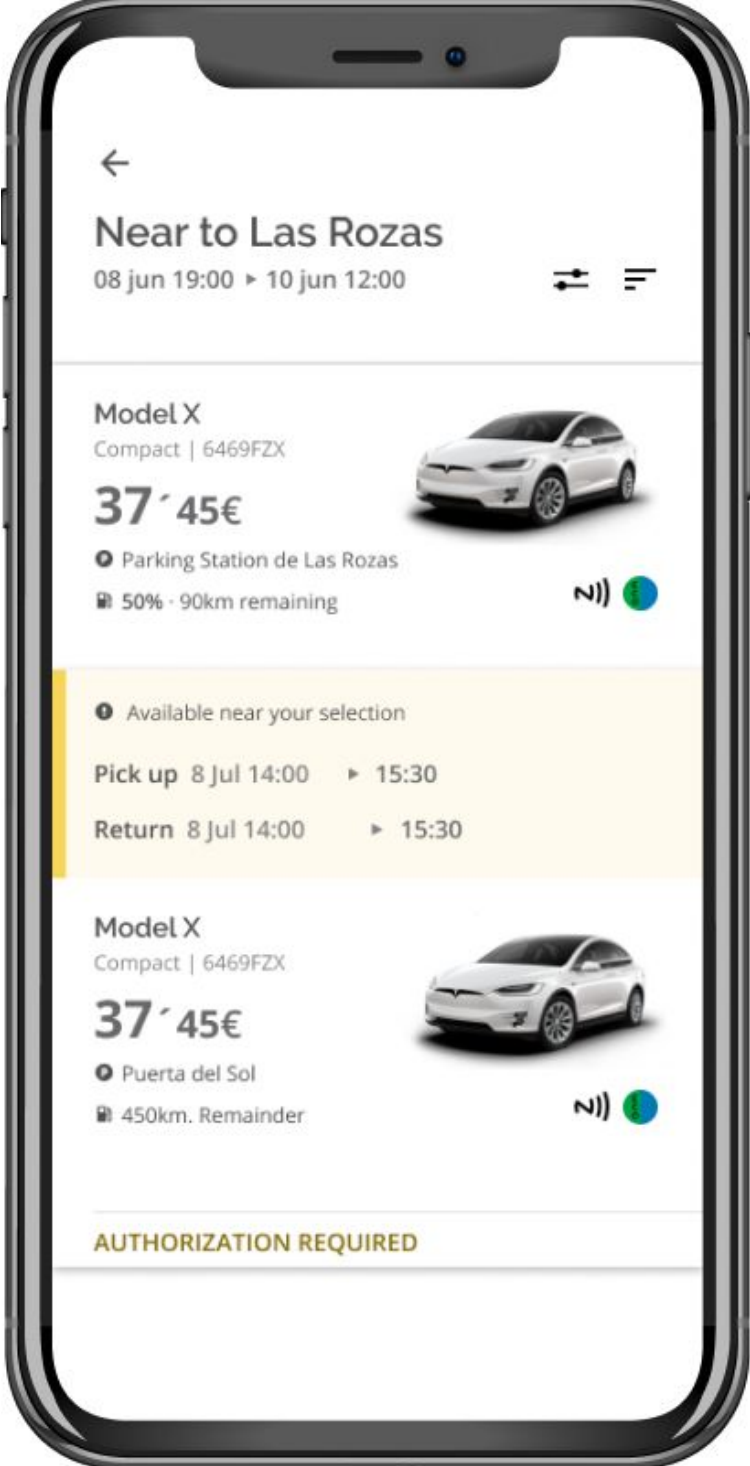 Near to Las Rozas
08 jun 19:00 ▸ 10 jun 12:00
Model X
Compact | 6469FZX
37´45€
Parking Station de Las Rozas
50% · 90km remaining
Available near your selection
Pick up 8 Jul 14:00 ▸ 15:30
Return 8 Jul 14:00 ▸ 15:30
Model X
Compact | 6469FZX
37´45€
Puerta del Sol
450km. Remainder
AUTHORIZATION REQUIRED